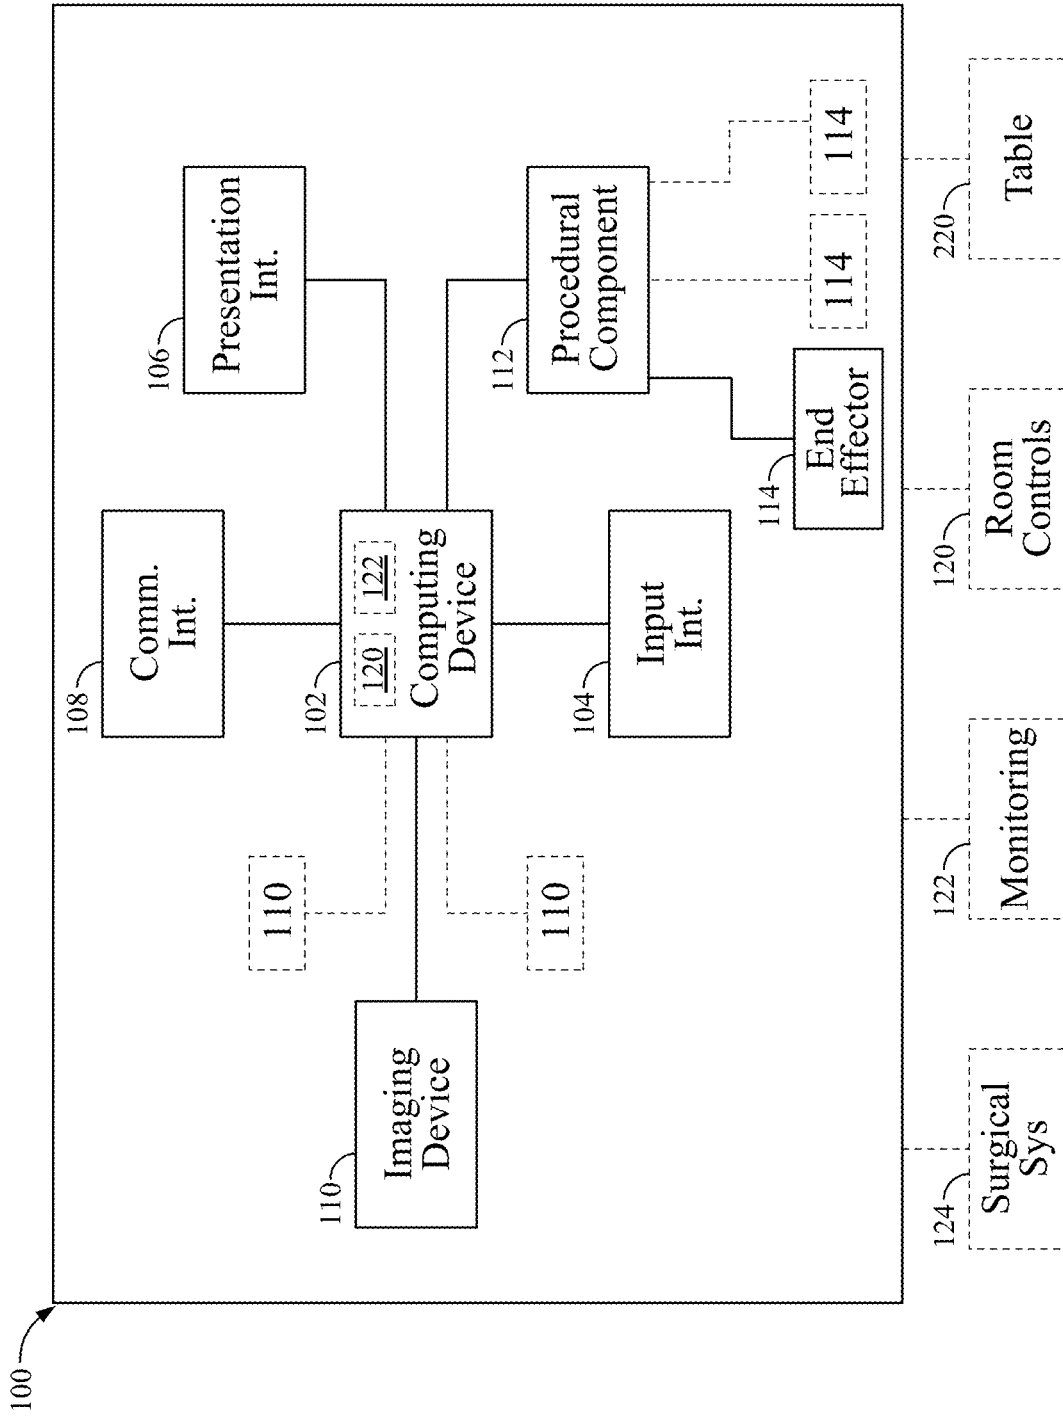 100
108
Comm.
Int.
106
Presentation
Int.
110
110
Imaging
Device
102
120
122
Computing
Device
110
112
Procedural
Component
104
Input
Int.
114
End
Effector
114
114
124
Surgical
Sys
122
Monitoring
120
Room
Controls
220
Table